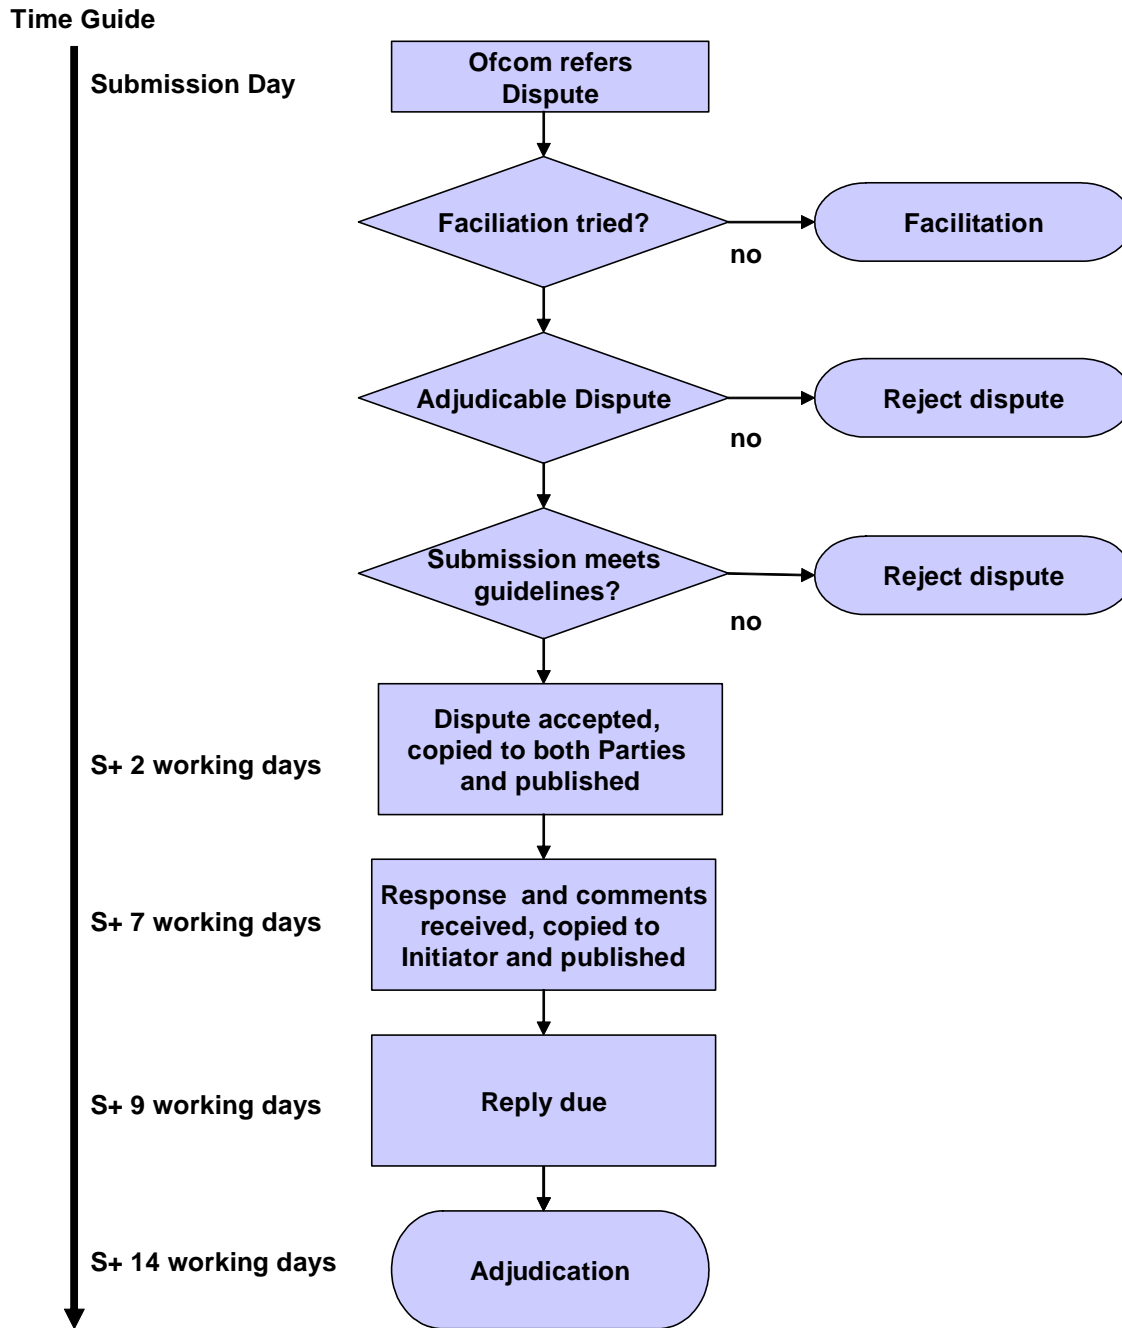 Time Guide
Submission Day
Ofcom refers
Dispute
Faciliation tried?
no
Facilitation
Adjudicable Dispute
no
Reject dispute
Submission meets
guidelines?
no
Reject dispute
S+ 2 working days
Dispute accepted,
copied to both Parties
and published
S+ 7 working days
Response and comments
received, copied to
Initiator and published
S+ 9 working days
Reply due
S+ 14 working days
Adjudication